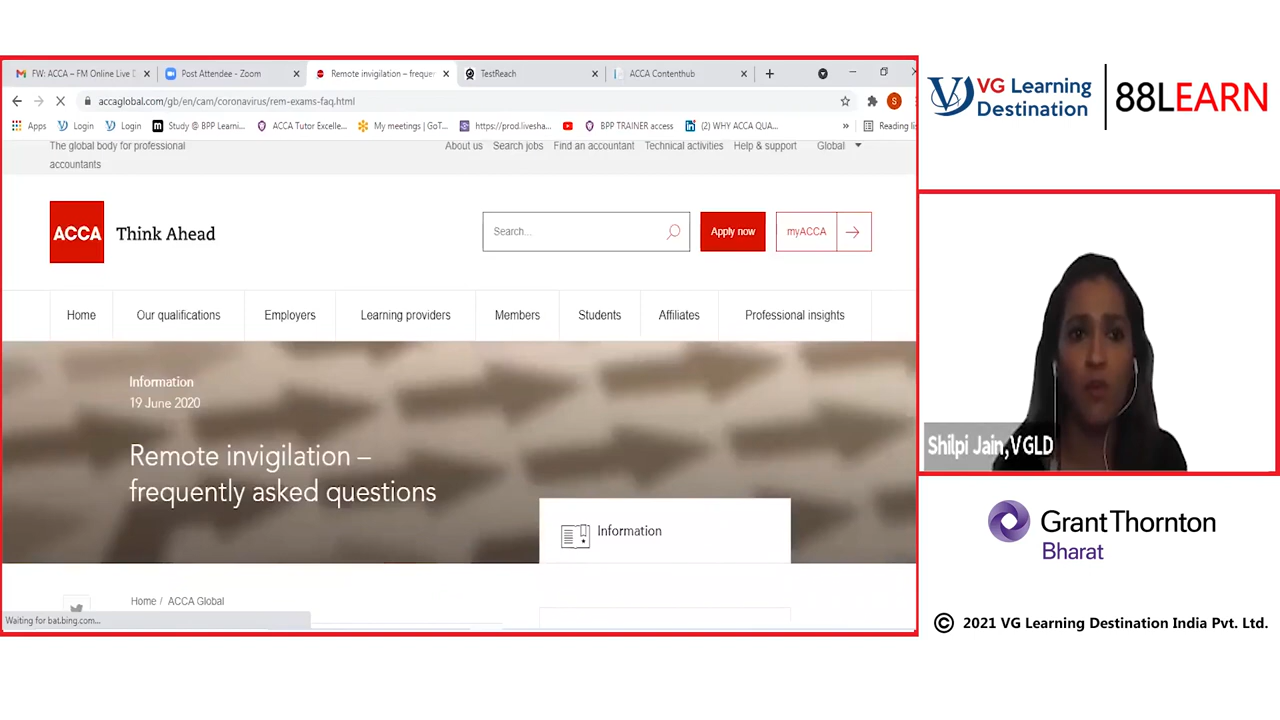 FW: ACCA – FM Online Live
Post Attendee - Zoom
Remote invigilation – freque
TestReach
ACCA Contenthub
accaglobal.com/gb/en/cam/coronavirus/rem-exams-faq.html
S
Apps
Login
Login
Study @ BPP Learni...
ACCA Tutor Excelle...
My meetings | GoT...
https://prod.livesha...
BPP TRAINER access
(2) WHY ACCA QUA...
»
Reading lis
The global body for professional
accountants
About us
Search jobs
Find an accountant
Technical activities
Help & support
Global
ACCA
Think Ahead
Search...
Apply now
myACCA
Home
Our qualifications
Employers
Learning providers
Members
Students
Affiliates
Professional insights
Information
19 June 2020
Remote invigilation –
frequently asked questions
Information
Home / ACCA Global
Waiting for bat.bing.com...
VG Learning
Destination
88LEARN
Shilpi Jain,VGLD
Grant Thornton
Bharat
© 2021 VG Learning Destination India Pvt. Ltd.